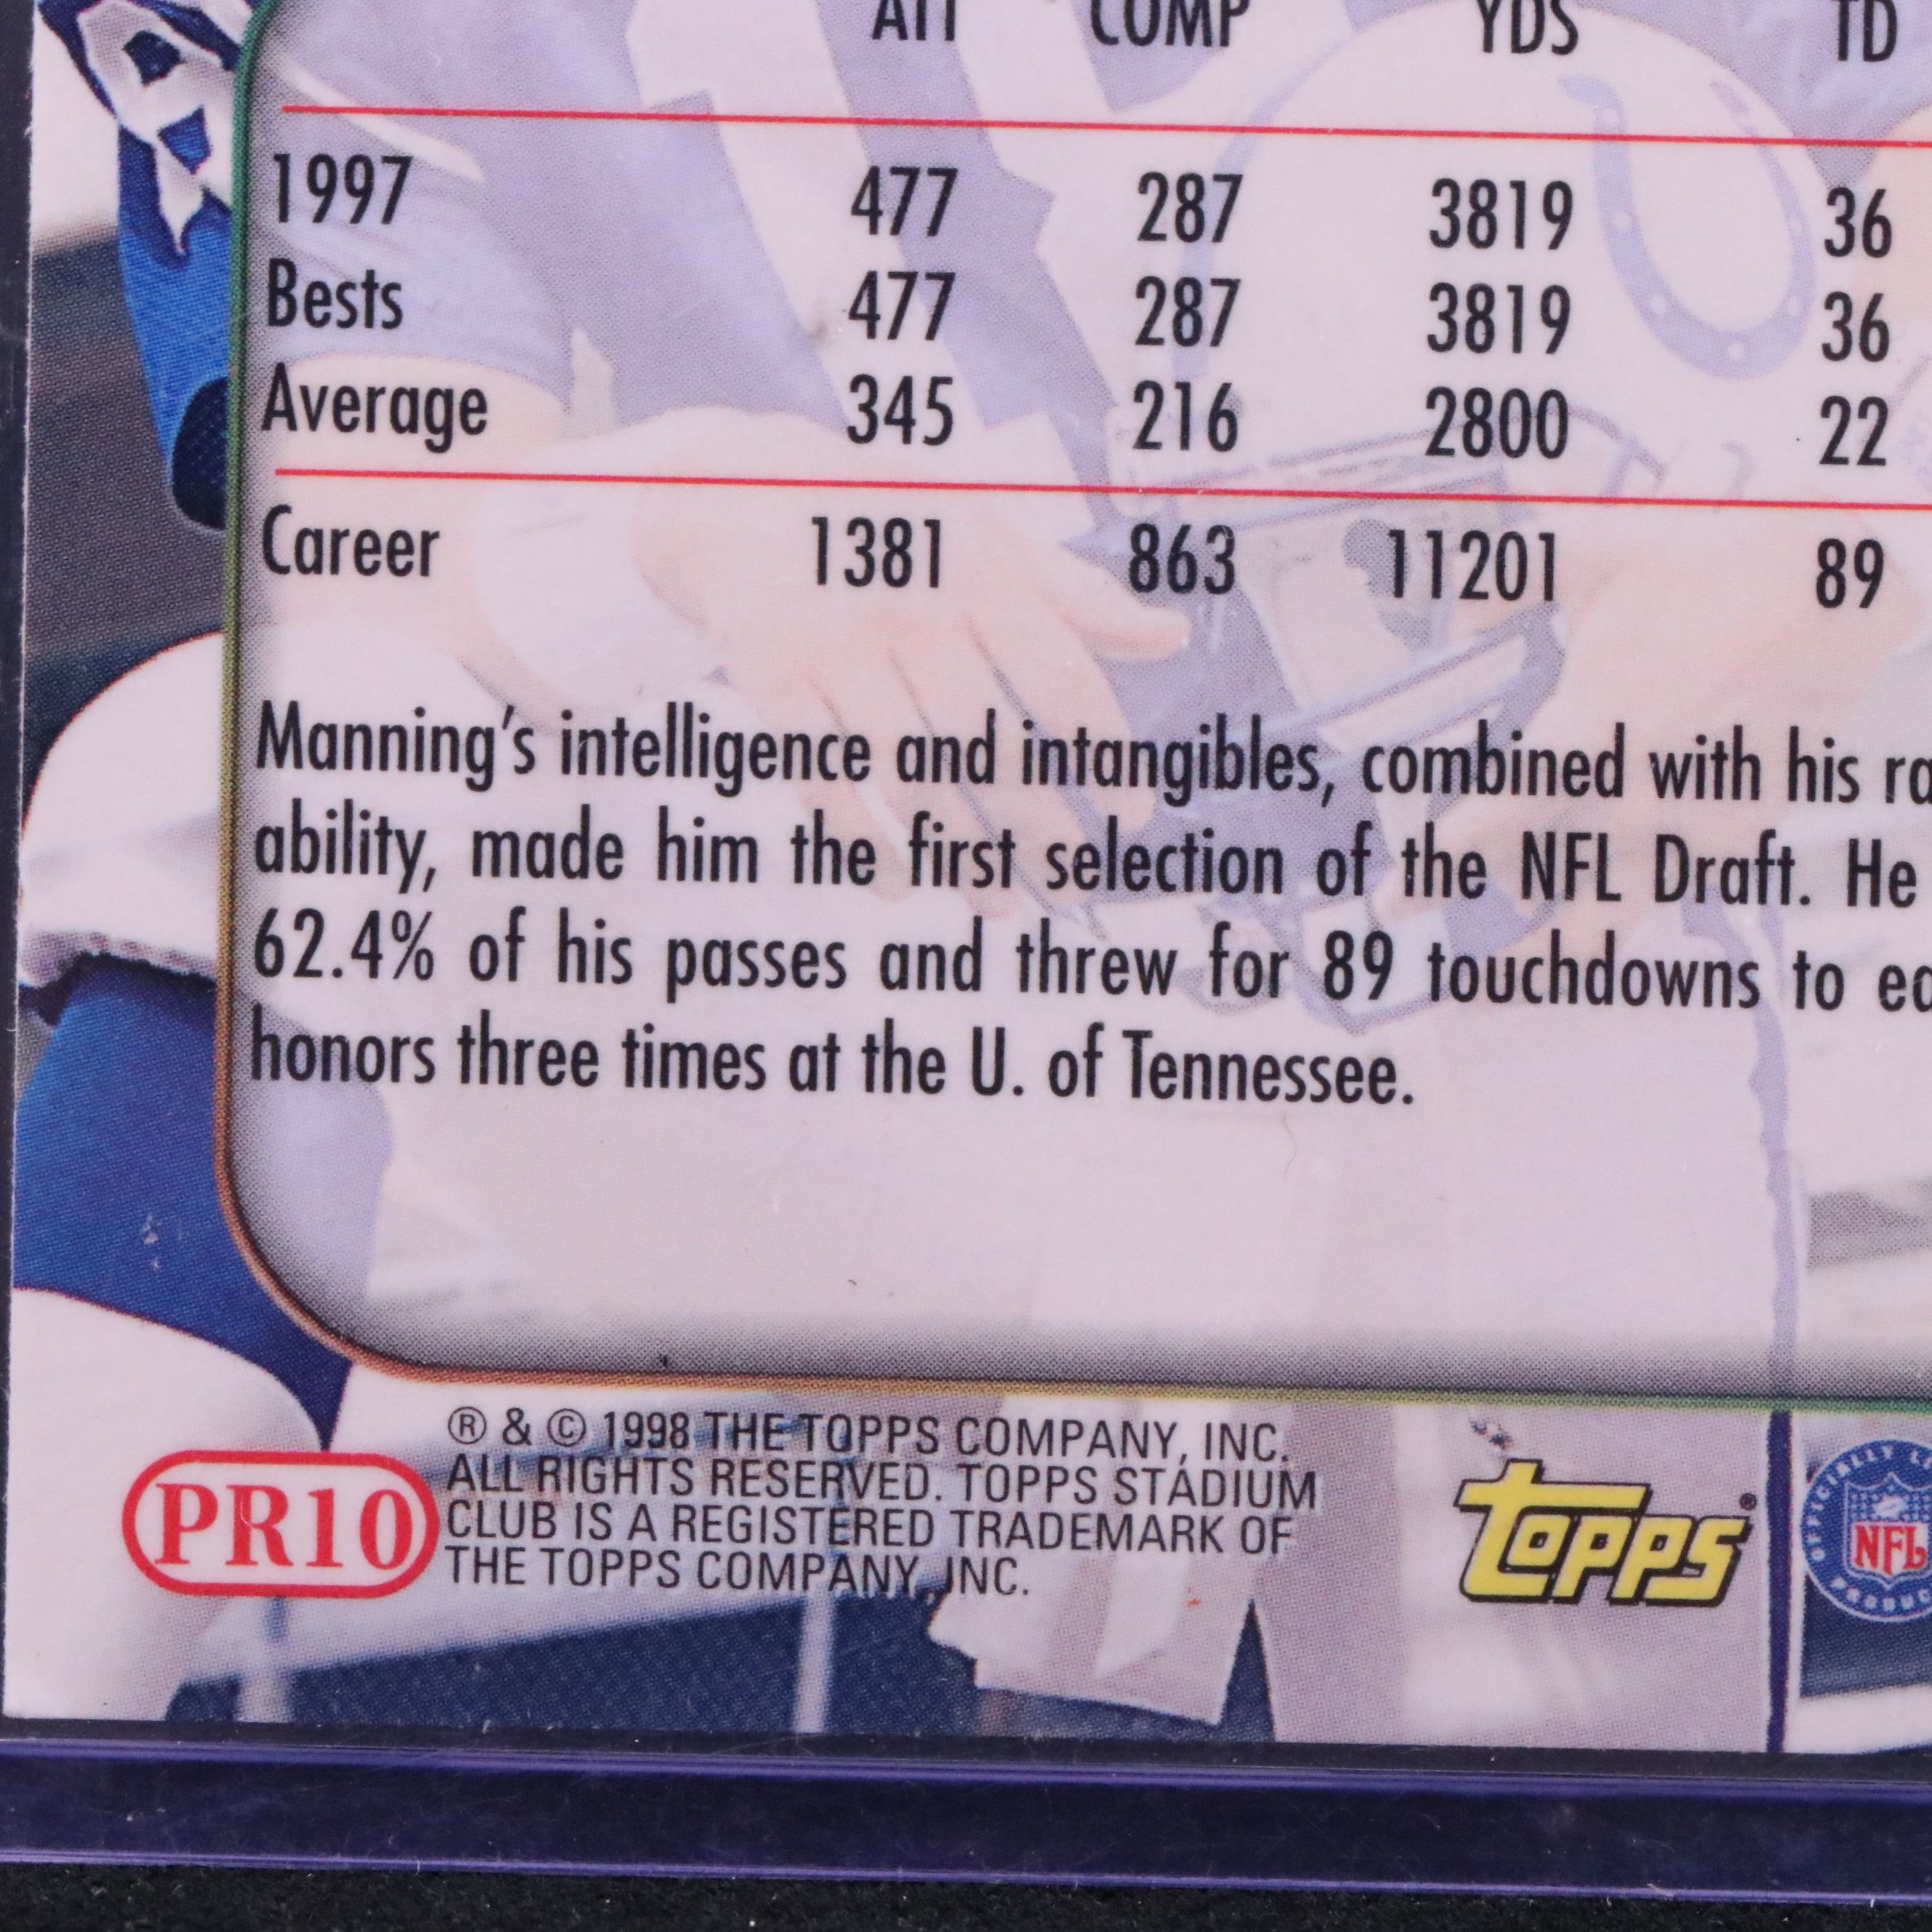 ATT COMP YDS TD
1997 477 287 3819 36
Bests 477 287 3819 36
Average 345 216 2800 22
Career 1381 863 11201 89
Manning's intelligence and intangibles, combined with his
ability, made him the first selection of the NFL Draft. He
62.4% of his passes and threw for 89 touchdowns to
honors three times at the U. of Tennessee.
® & © 1998 THE TOPPS COMPANY, INC.
ALL RIGHTS RESERVED. TOPPS STADIUM
CLUB IS A REGISTERED TRADEMARK OF
THE TOPPS COMPANY, INC.
PR10
Topps®
OFFICIALLY
NFL